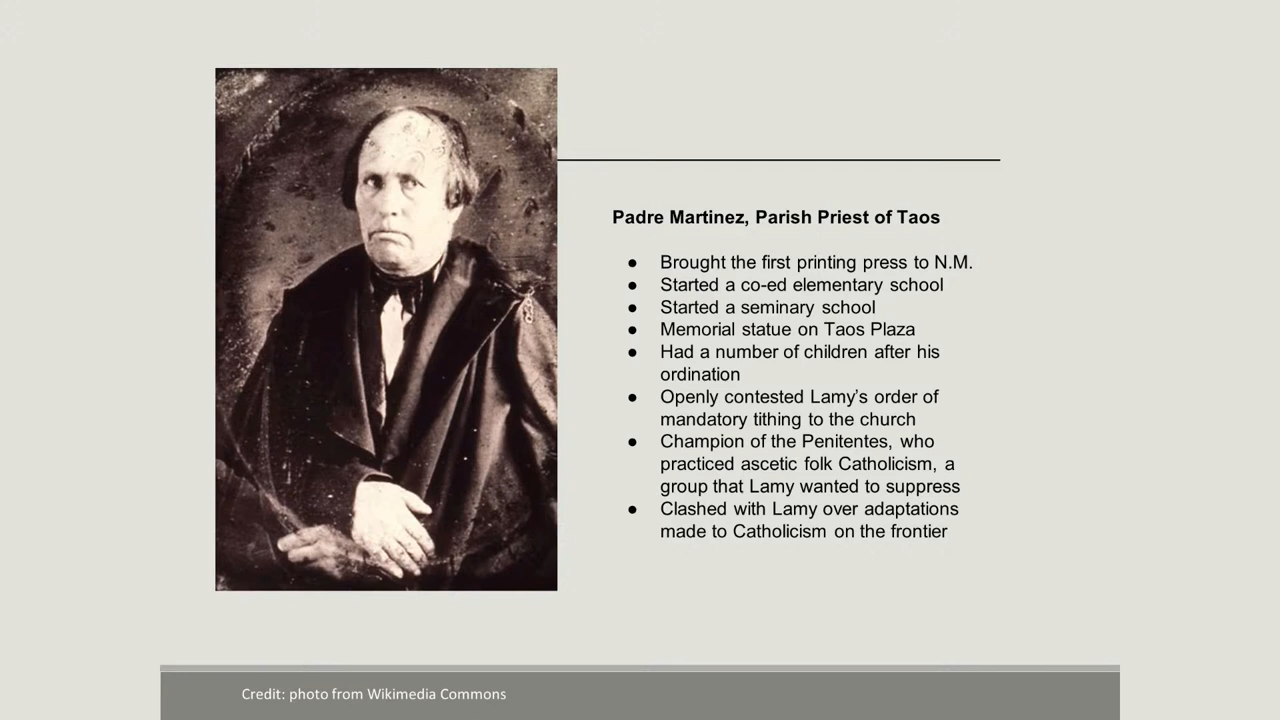 Padre Martinez, Parish Priest of Taos
● Brought the first printing press to N.M.
● Started a co-ed elementary school
● Started a seminary school
● Memorial statue on Taos Plaza
● Had a number of children after his
ordination
● Openly contested Lamy’s order of
mandatory tithing to the church
● Champion of the Penitentes, who
practiced ascetic folk Catholicism, a
group that Lamy wanted to suppress
● Clashed with Lamy over adaptations
made to Catholicism on the frontier
Credit: photo from Wikimedia Commons